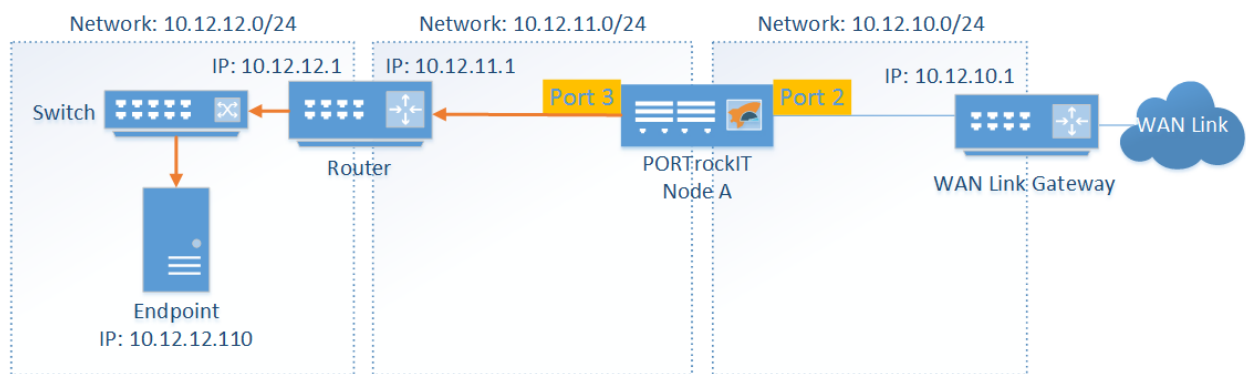 Network: 10.12.12.0/24
Network: 10.12.11.0/24
Network: 10.12.10.0/24
IP: 10.12.12.1
IP: 10.12.11.1
IP: 10.12.10.1
Port 3
Port 2
Switch
WAN Link
Router
PORTrockIT
Node A
WAN Link Gateway
Endpoint
IP: 10.12.12.110